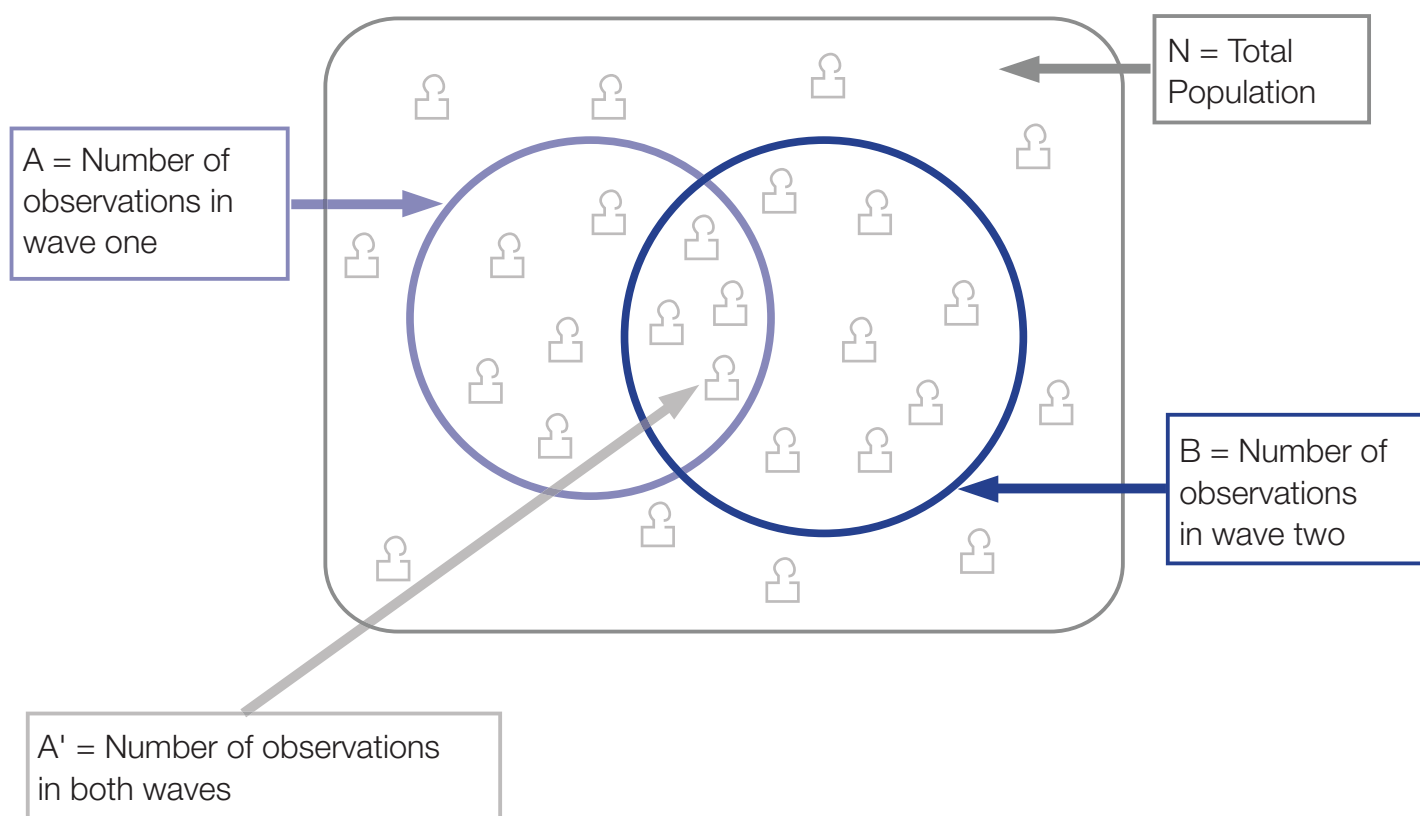 N = Total
Population
A = Number of
observations in
wave one
B = Number of
observations
in wave two
A' = Number of observations
in both waves